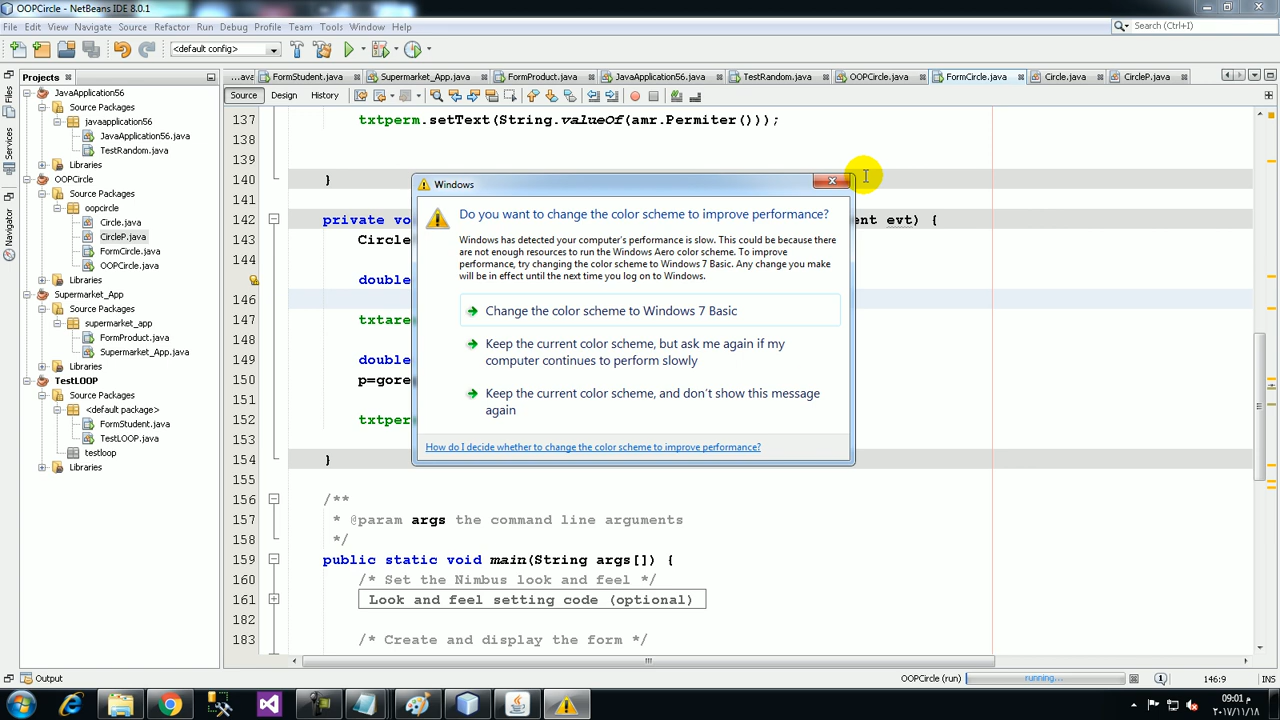 OOPCircle - NetBeans IDE 8.0.1
File Edit View Navigate Source Refactor Run Debug Profile Team Tools Window Help
Search (Ctrl+I)
<default config>
Projects
...ava FormStudent.java Supermarket_App.java FormProduct.java JavaApplication56.java TestRandom.java OOPCircle.java FormCircle.java Circle.java CircleP.java
Source Design History
Files
Services
Navigator
JavaApplication56
Source Packages
javaapplication56
JavaApplication56.java
TestRandom.java
Libraries
OOPCircle
Source Packages
oopcircle
Circle.java
CircleP.java
FormCircle.java
OOPCircle.java
Libraries
Supermarket_App
Source Packages
supermarket_app
FormProduct.java
Supermarket_App.java
Libraries
TestLOOP
Source Packages
<default package>
FormStudent.java
TestLOOP.java
testloop
Libraries
137 txtperm.setText(String.valueOf(amr.Permiter()));
138
139
140 }
141
142 private vo ent evt) {
143 Circle
double
146
147 txtare
148
149 double
150 p=gore
151
152 txtper
153
154 }
155
156 /**
157 * @param args the command line arguments
158 */
159 public static void main(String args[]) {
160 /* Set the Nimbus look and feel */
161 Look and feel setting code (optional)
182
183 /* Create and display the form */
Windows
Do you want to change the color scheme to improve performance?
Windows has detected your computer's performance is slow. This could be because there
are not enough resources to run the Windows Aero color scheme. To improve
performance, try changing the color scheme to Windows 7 Basic. Any change you make
will be in effect until the next time you log on to Windows.
Change the color scheme to Windows 7 Basic
Keep the current color scheme, but ask me again if my
computer continues to perform slowly
Keep the current color scheme, and don't show this message
again
How do I decide whether to change the color scheme to improve performance?
Output
OOPCircle (run) running... 146:9 INS
09:01 م
٢٠١٧/١١/١٨